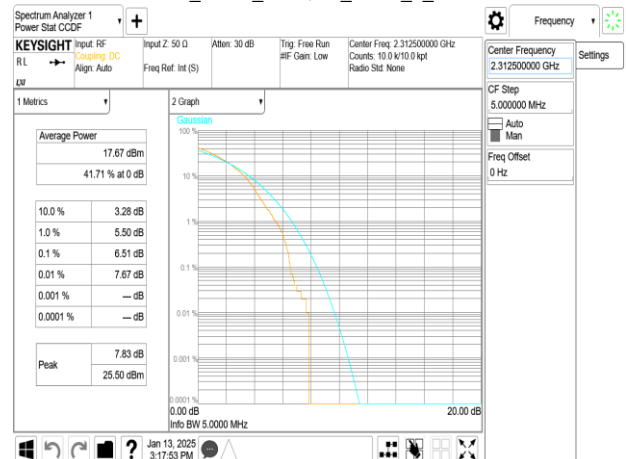 Spectrum Analyzer 1
Power Stat CCDF
Frequency
KEYSIGHT
RL
LXI
Input: RF
Coupling: DC
Align: Auto
Input Z: 50 Ω
Freq Ref: Int (S)
Atten: 30 dB
Trig: Free Run
#IF Gain: Low
Center Freq: 2.312500000 GHz
Counts: 10.0 k/10.0 kpt
Radio Std: None
Center Frequency
2.312500000 GHz
Settings
CF Step
5.000000 MHz
Auto
Man
Freq Offset
0 Hz
1 Metrics
Average Power
17.67 dBm
41.71 % at 0 dB
10.0 % 3.28 dB
1.0 % 5.50 dB
0.1 % 6.51 dB
0.01 % 7.67 dB
0.001 % --- dB
0.0001 % --- dB
Peak 7.83 dB
25.50 dBm
2 Graph
Gaussian
100 %
10 %
1 %
0.1 %
0.01 %
0.001 %
0.0001 %
0.00 dB 20.00 dB
Info BW 5.0000 MHz
? Jan 13, 2025
3:17:53 PM